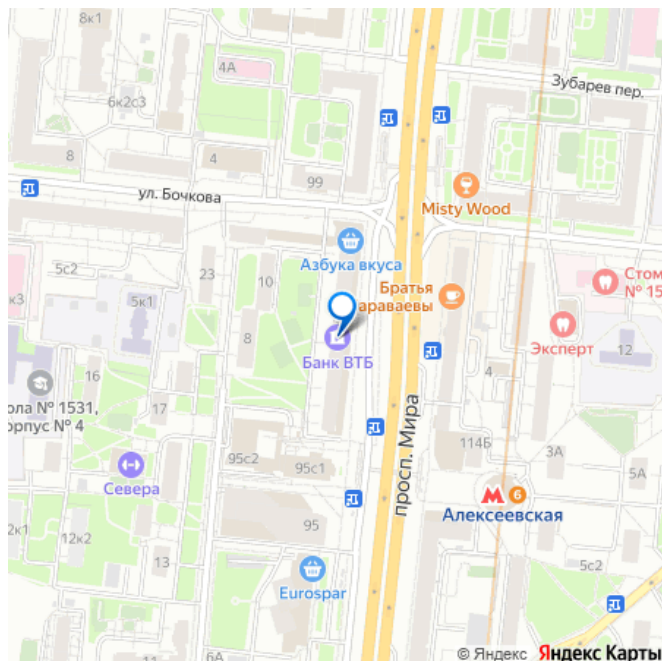 8к1
4А
Зубарев пер.
6к2с3
8
4
99
ул. Бочкова
Misty Wood
Азбука вкуса
5с2
23
10
Братья
араваевы
Стом
№ 15
к3
5к1
8
Банк ВТБ
Эксперт
12
16
4
просп. Мира
ола № 1531,
орпус № 4
17
114Б
3А
95с2
95с1
5А
Севера
М
6
Алексеевская
2к1
12к2
95
13
5с2
Eurospar
6А
© Яндекс
Яндекс Карты